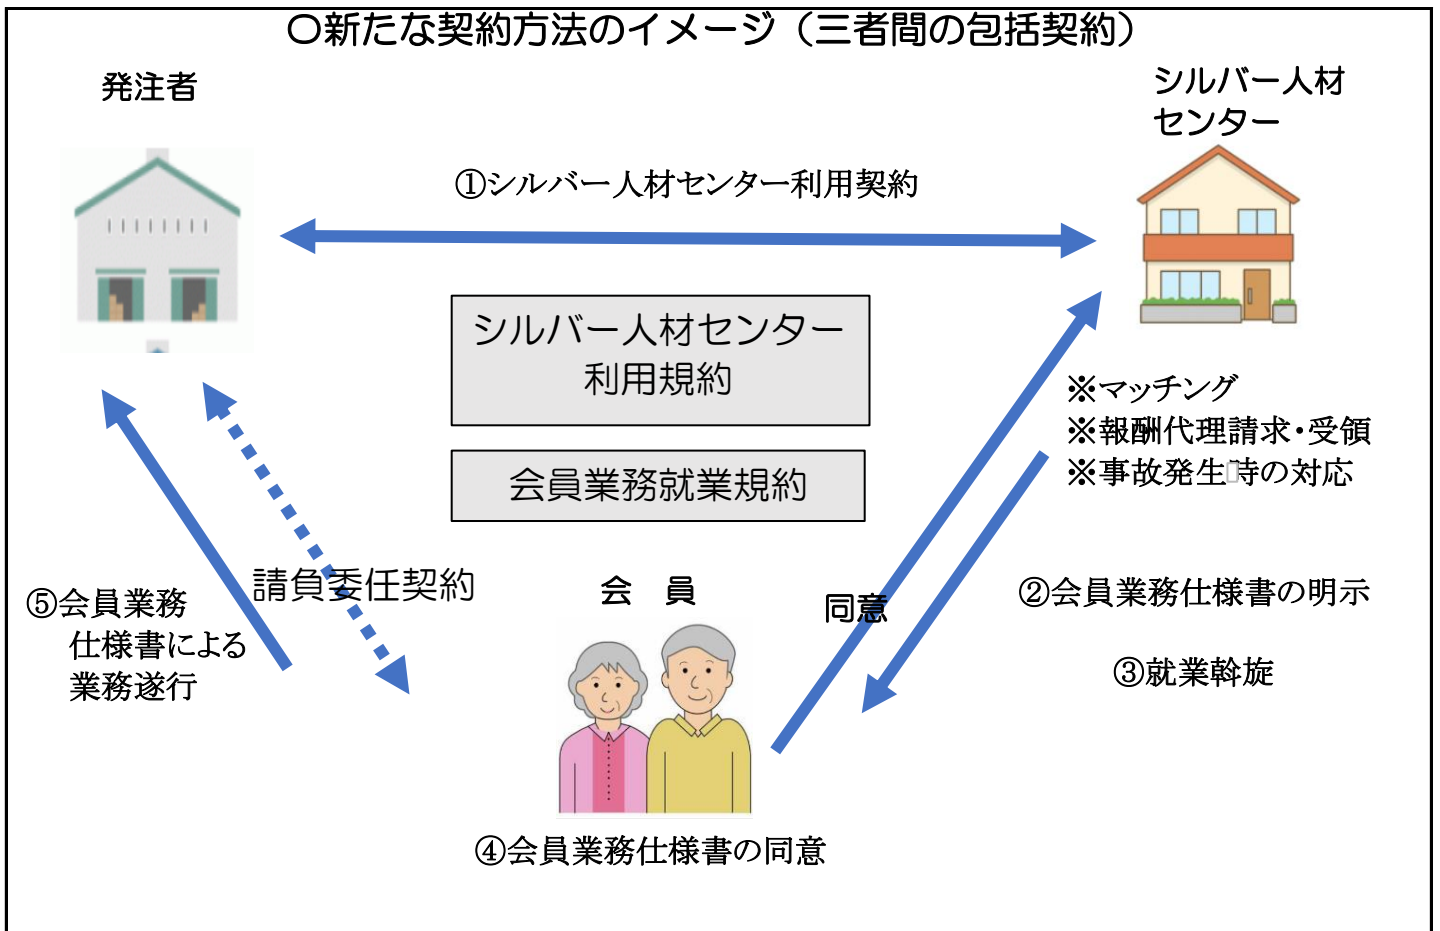 〇新たな契約方法のイメージ（三者間の包括契約）
発注者
シルバー人材
センター
①シルバー人材センター利用契約
シルバー人材センター
利用規約
会員業務就業規約
※マッチング
※報酬代理請求・受領
※事故発生時の対応
請負委任契約
会　員
同意
②会員業務仕様書の明示
③就業斡旋
⑤会員業務
仕様書による
業務遂行
④会員業務仕様書の同意